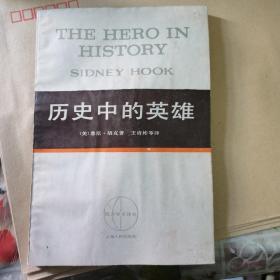 THE HERO IN
HISTORY
SIDNEY HOOK
历史中的英雄
(美) 悉尼·胡克著 王清彬等译
上海人民出版社